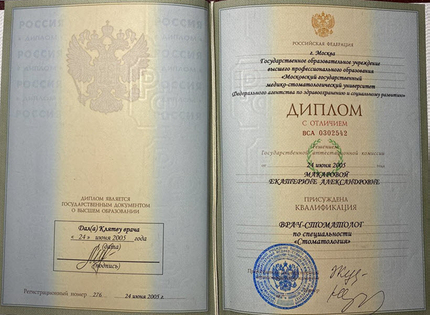 РОССИЯ РОССИЯ
ДИПЛОМ ЯВЛЯЕТСЯ
ГОСУДАРСТВЕННЫМ ДОКУМЕНТОМ
О ВЫСШЕМ ОБРАЗОВАНИИ
Дал(а) Клятву врача
« 24 » июня 2005 года
(дата)
(подпись)
Регистрационный номер 276 24 июня 2005 г.
РОССИЙСКАЯ ФЕДЕРАЦИЯ
г. Москва
Государственное образовательное учреждение
высшего профессионального образования
«Московский государственный
медико-стоматологический университет
Федерального агентства по здравоохранению и социальному развитию»
ДИПЛОМ
С ОТЛИЧИЕМ
ВСА 0302542
Решением
Государственной аттестационной комиссии
от 24 июня 2005
МАКАРОВОЙ
ЕКАТЕРИНЕ АЛЕКСАНДРОВНЕ
ПРИСУЖДЕНА
КВАЛИФИКАЦИЯ
ВРАЧ-СТОМАТОЛОГ
по специальности
«Стоматология»